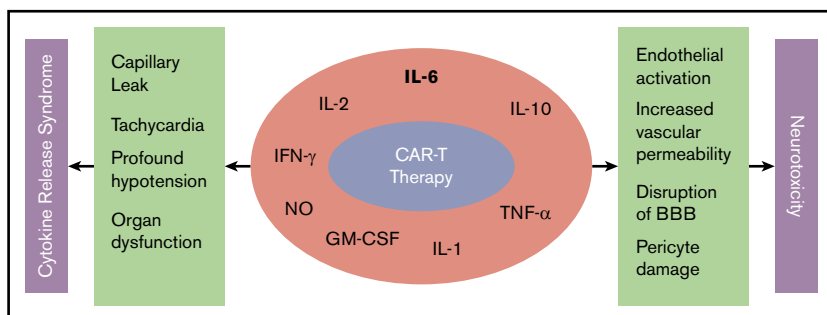 Cytokine Release Syndrome
Capillary
Leak
Tachycardia
Profound
hypotension
Organ
dysfunction
IL-6
IL-2
IL-10
IFN-γ
CAR-T
Therapy
NO
TNF-α
GM-CSF
IL-1
Endothelial
activation
Increased
vascular
permeability
Disruption
of BBB
Pericyte
damage
Neurotoxicity